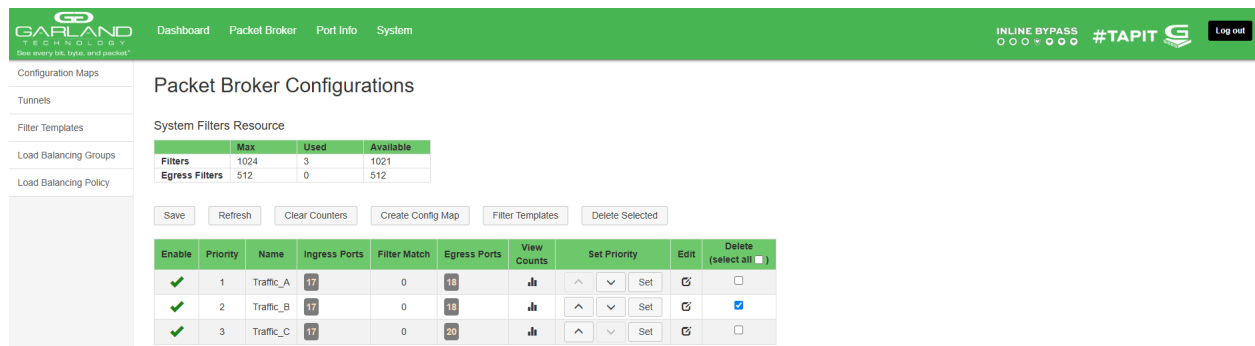 GARLAND
TECHNOLOGY
See every bit, byte, and packet.®
Dashboard Packet Broker Port Info System
INLINE BYPASS
#TAPIT
Log out
Configuration Maps
Tunnels
Filter Templates
Load Balancing Groups
Load Balancing Policy
Packet Broker Configurations
System Filters Resource
Max Used Available
Filters 1024 3 1021
Egress Filters 512 0 512
Save Refresh Clear Counters Create Config Map Filter Templates Delete Selected
Enable Priority Name Ingress Ports Filter Match Egress Ports View Counts Set Priority Edit Delete (select all )
1 Traffic_A 17 0 18 Set
2 Traffic_B 17 0 18 Set
3 Traffic_C 17 0 20 Set